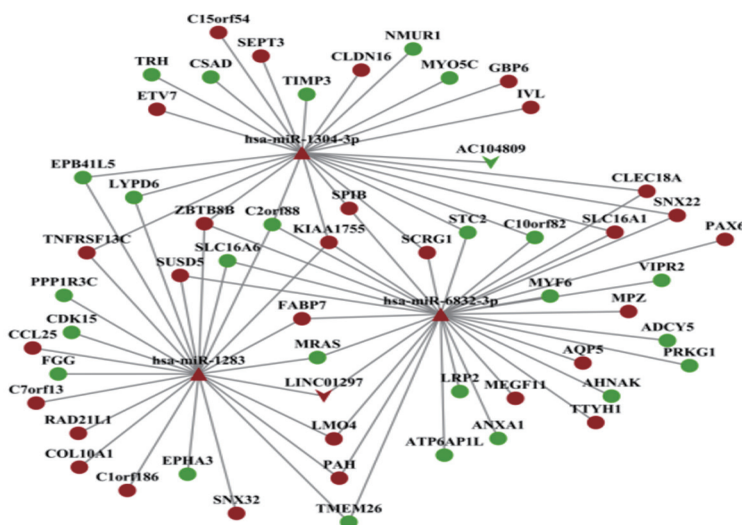 C15orf54
SEPT3
NMUR1
TRH
CSAD
CLDN16
MYO5C
TIMP3
GBP6
ETV7
IVL
hsa-miR-1304-3p
AC104809
EPB41L5
LYPD6
CLEC18A
SPIB
SNX22
ZBTB8B
C2orf88
STC2
C10orf82
SLC16A1
PAX6
TNFRSF13C
KIAA1755
SUSD5
SLC16A6
SCRG1
VIPR2
PPP1R3C
MYF6
FABP7
hsa-miR-6832-3p
MPZ
CDK15
CCL25
MRAS
ADCY5
FGG
hsa-miR-1283
AQP5
PRKG1
C7orf13
LINC01297
LRP2
MEGF11
AHNAK
RAD21L1
LMO4
ANXA1
TTYH1
COL10A1
EPHA3
ATP6AP1L
C1orf186
PAH
SNX32
TMEM26